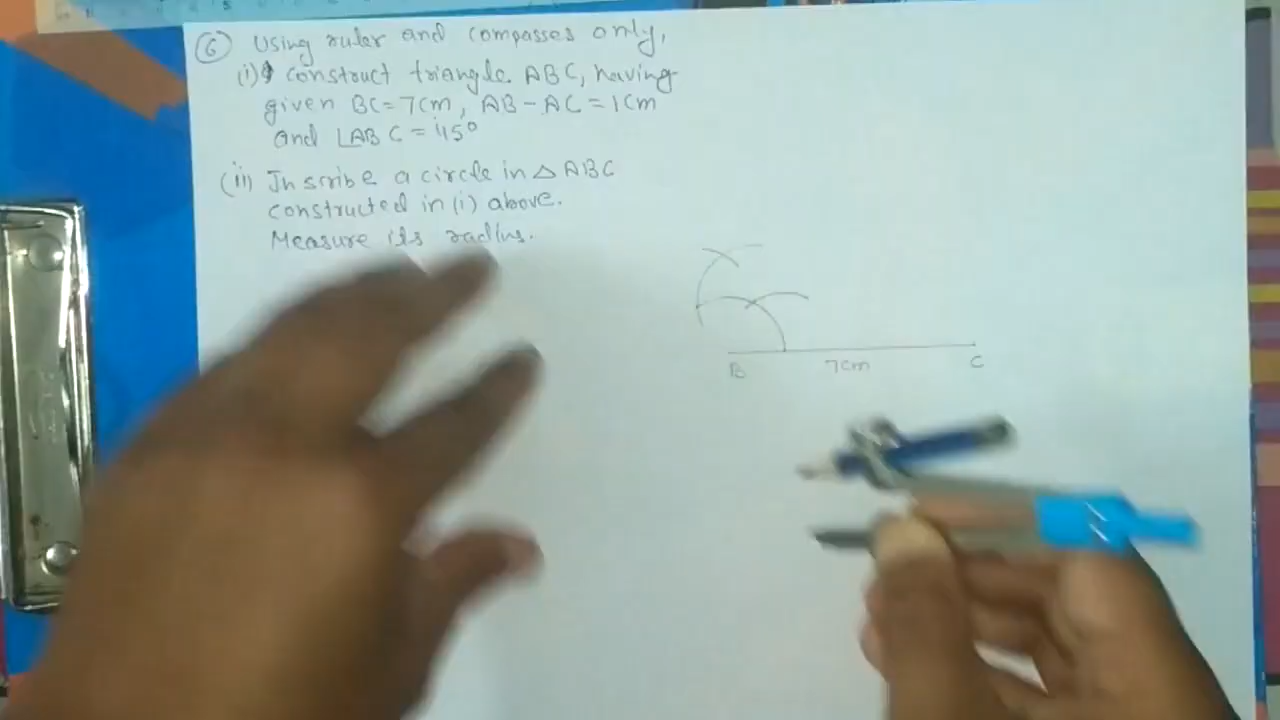 6 Using ruler and compasses only,
(i) construct triangle ABC, having
given BC = 7cm, AB - AC = 1cm
and ∠ABC = 45°
(ii) Inscribe a circle in △ ABC
constructed in (i) above.
Measure its radius.
B 7cm C